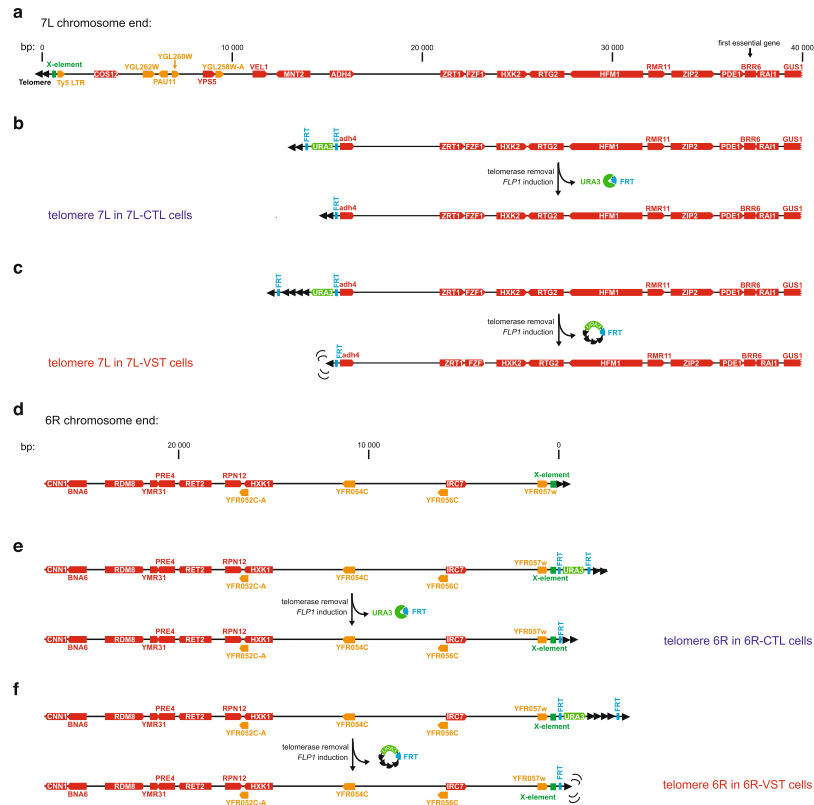 a
7L chromosome end:
bp: 0 10 000 20 000 30 000 40 000
first essential gene
X-element YGL262W YGL260W YGL258W-A VEL1 RMR11 BRR6 GUS1
COS12 MNT2 ADH4 ZRT1 FZF1 HXK2 RTG2 HFM1 ZIP2 PDE1 RAI1
Telomere Ty5 LTR PAU11 YPS5
b
FRT FRT adh4 RMR11 BRR6 GUS1
URA3 ZRT1 FZF1 HXK2 RTG2 HFM1 ZIP2 PDE1 RAI1
telomerase removal
FLP1 induction URA3 FRT
telomere 7L in 7L-CTL cells
FRT adh4 RMR11 BRR6 GUS1
ZRT1 FZF1 HXK2 RTG2 HFM1 ZIP2 PDE1 RAI1
c
FRT FRT adh4 RMR11 BRR6 GUS1
URA3 ZRT1 FZF1 HXK2 RTG2 HFM1 ZIP2 PDE1 RAI1
telomerase removal
FLP1 induction FRT
telomere 7L in 7L-VST cells
FRT adh4 RMR11 BRR6 GUS1
ZRT1 FZF HXK2 RTG2 HFM1 ZIP2 PDE1 RAI1
d
6R chromosome end:
bp: 20 000 10 000 0
PRE4 RPN12 X-element
CNN1 RDM8 RET2 HXK1 YFR054C IRC7
BNA6 YMR31 YFR052C-A YFR056C YFR057w
e
PRE4 RPN12 YFR057w FRT FRT
CNN1 RDM8 RET2 HXK1 IRC7 URA3
BNA6 YMR31 YFR052C-A YFR054C YFR056C X-element
telomerase removal
FLP1 induction URA3 FRT
PRE4 RPN12 YFR057w FRT
CNN1 RDM8 RET2 HXK1 IRC7
BNA6 YMR31 YFR052C-A YFR054C YFR056C X-element
telomere 6R in 6R-CTL cells
f
PRE4 RPN12 YFR057w FRT FRT
CNN1 RDM8 RET2 HXK1 IRC7 URA3
BNA6 YMR31 YFR052C-A YFR054C YFR056C X-element
telomerase removal
FLP1 induction FRT
PRE4 RPN12 YFR057w FRT
CNN1 RDM8 RET2 HXK1 IRC7
BNA6 YMR31 YFR052C-A YFR054C YFR056C X-element
telomere 6R in 6R-VST cells